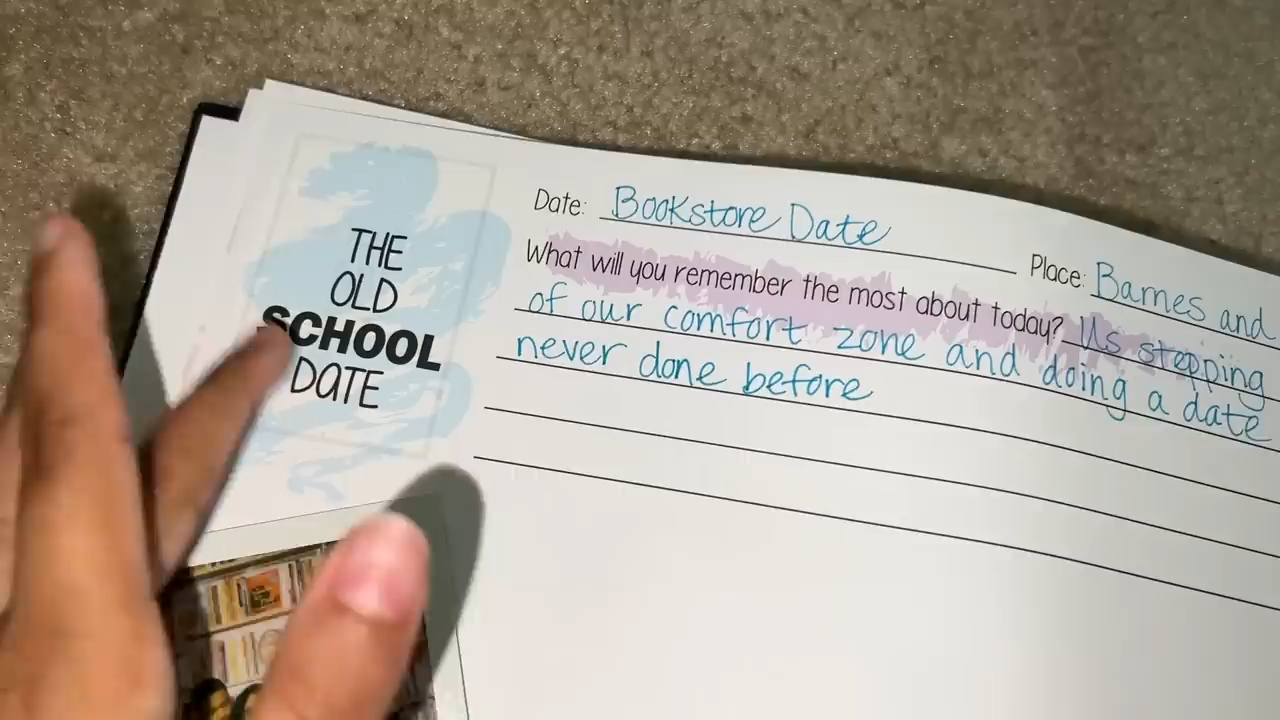 THE
OLD
SCHOOL
DATE
Date: Bookstore Date
Place: Barnes and
What will you remember the most about today? Us stepping
of our comfort zone and doing a date
never done before